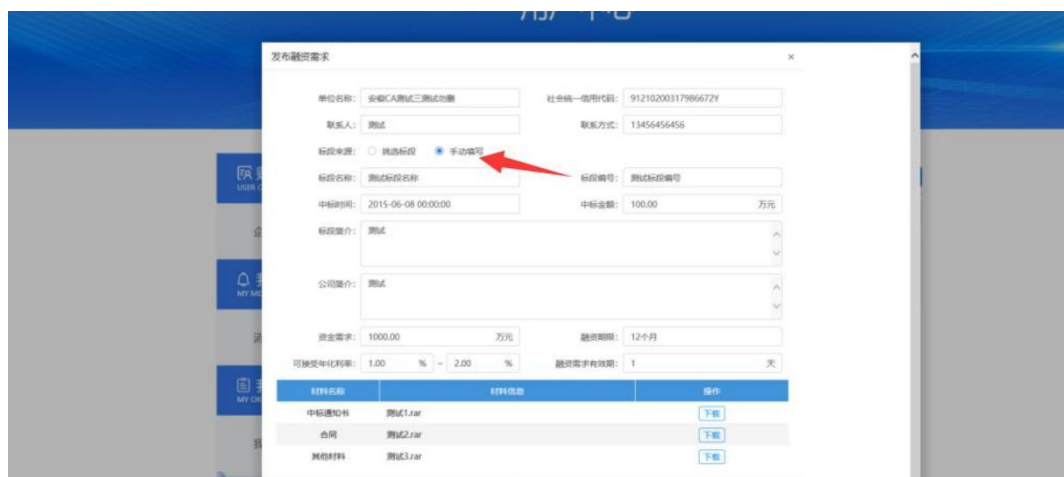 用户中心
发布融资需求 ×
单位名称: 安徽CA测试三测试勿删 社会统一信用代码: 91210200317986672Y
联系人: 测试 联系方式: 13456456456
标段来源: 挑选标段 手动填写
标段名称: 测试标段名称 标段编号: 测试标段编号
中标时间: 2015-06-08 00:00:00 中标金额: 100.00 万元
标段简介: 测试
公司简介: 测试
资金需求: 1000.00 万元 融资期限: 12个月
可接受年化利率: 1.00 % ~ 2.00 % 融资需求有效期: 1 天
材料名称 材料信息 操作
中标通知书 测试1.rar 下载
合同 测试2.rar 下载
其他材料 测试3.rar 下载
USER
MY
MY